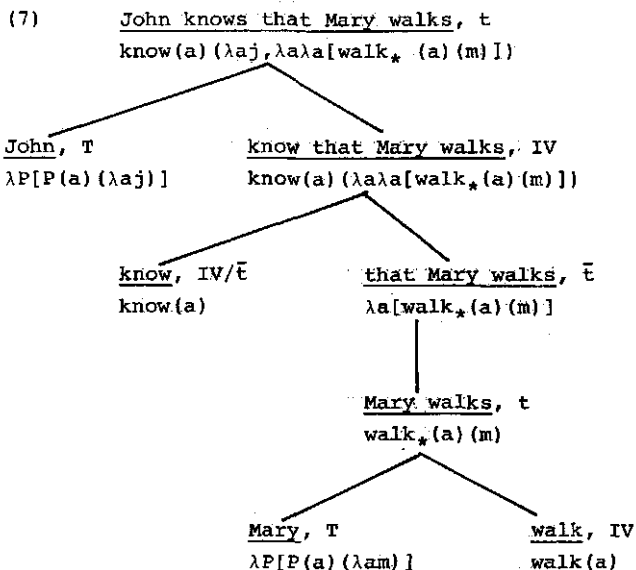 (7) John knows that Mary walks, t
know(a)(λaj,λaλa[walk* (a)(m)])
John, T know that Mary walks, IV
λP[P(a)(λaj)] know(a)(λaλa[walk*(a)(m)])
know, IV/t̄ that Mary walks, t̄
know(a) λa[walk*(a)(m)]
Mary walks, t
walk*(a)(m)
Mary, T walk, IV
λP[P(a)(λam)] walk(a)